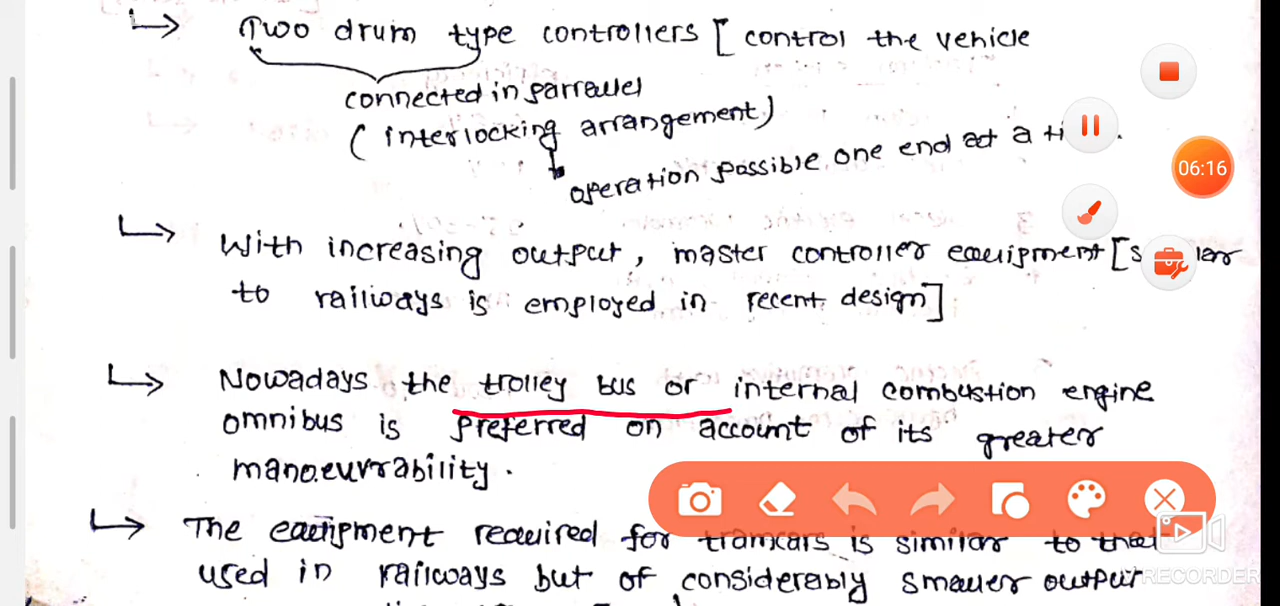 Two drum type controllers [ control the vehicle
connected in parrallel
( interlocking arrangement)
operation possible one end at a
With increasing output, master controller equipment [
to railways is employed in recent design]
Nowadays the trolley bus or internal combustion engine
omnibus is preferred on account of its greater
manoeuvrability.
The equipment required for tramcars is similar to that
used in railways but of considerably smaller output
06:16
RECORDER